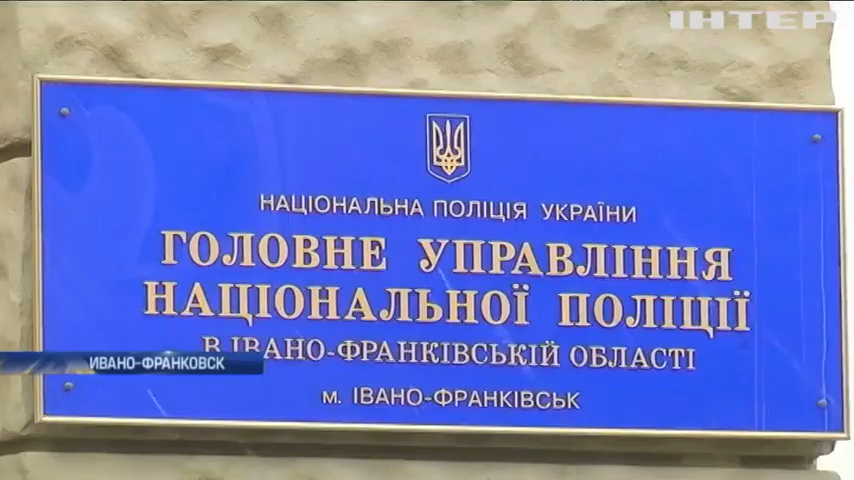 ІНТЕР
НАЦІОНАЛЬНА ПОЛІЦІЯ УКРАЇНИ
ГОЛОВНЕ УПРАВЛІННЯ
НАЦІОНАЛЬНОЇ ПОЛІЦІЇ
В ІВАНО-ФРАНКІВСЬКІЙ ОБЛАСТІ
ИВАНО-ФРАНКОВСК
м. ІВАНО-ФРАНКІВСЬК